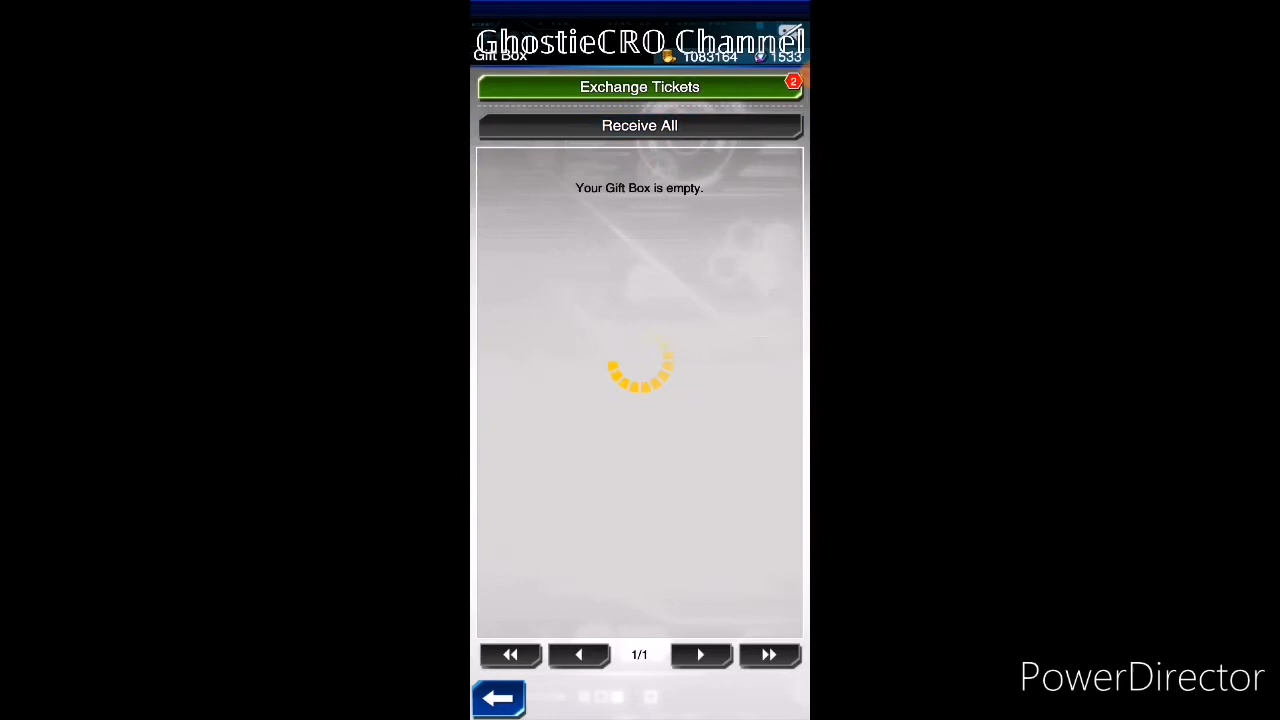 GhostieCRO Channel
Gift Box
1083164
1533
Exchange Tickets
2
Receive All
Your Gift Box is empty.
1/1
PowerDirector